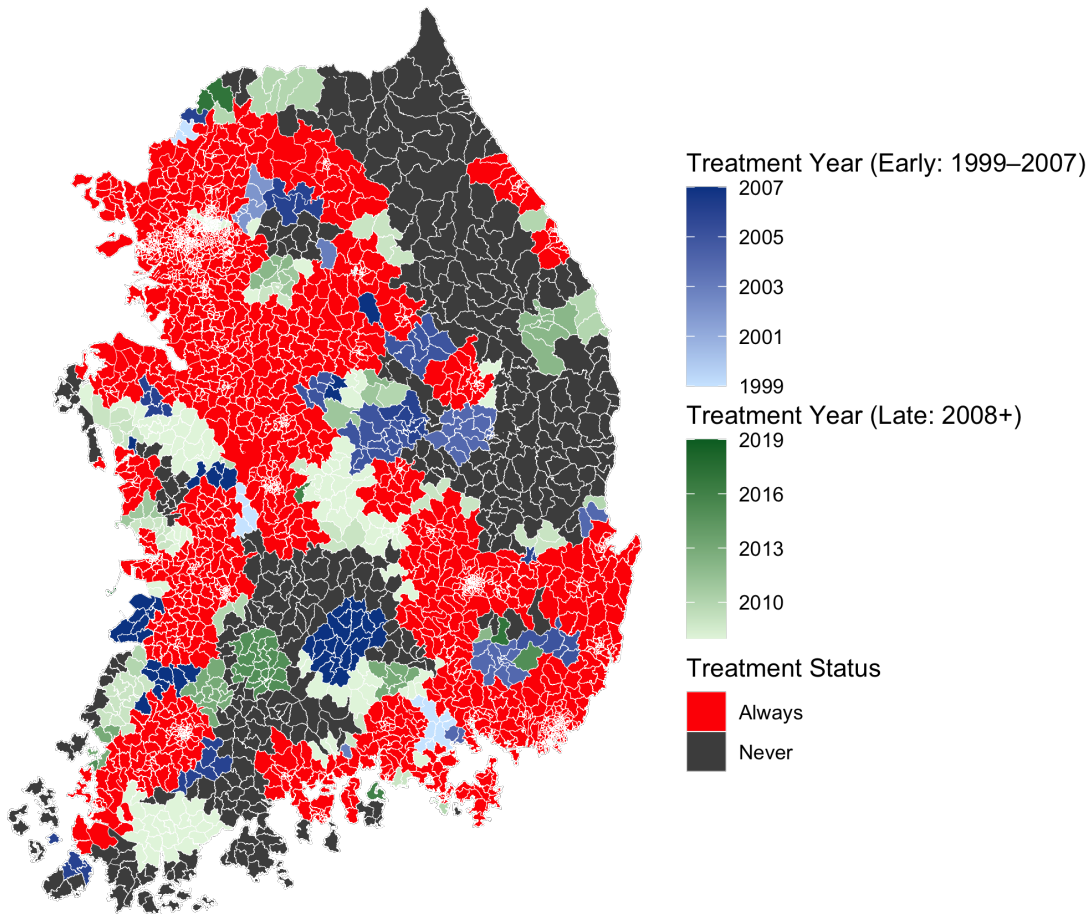 Treatment Year (Early: 1999–2007)
2007
2005
2003
2001
1999
Treatment Year (Late: 2008+)
2019
2016
2013
2010
Treatment Status
Always
Never